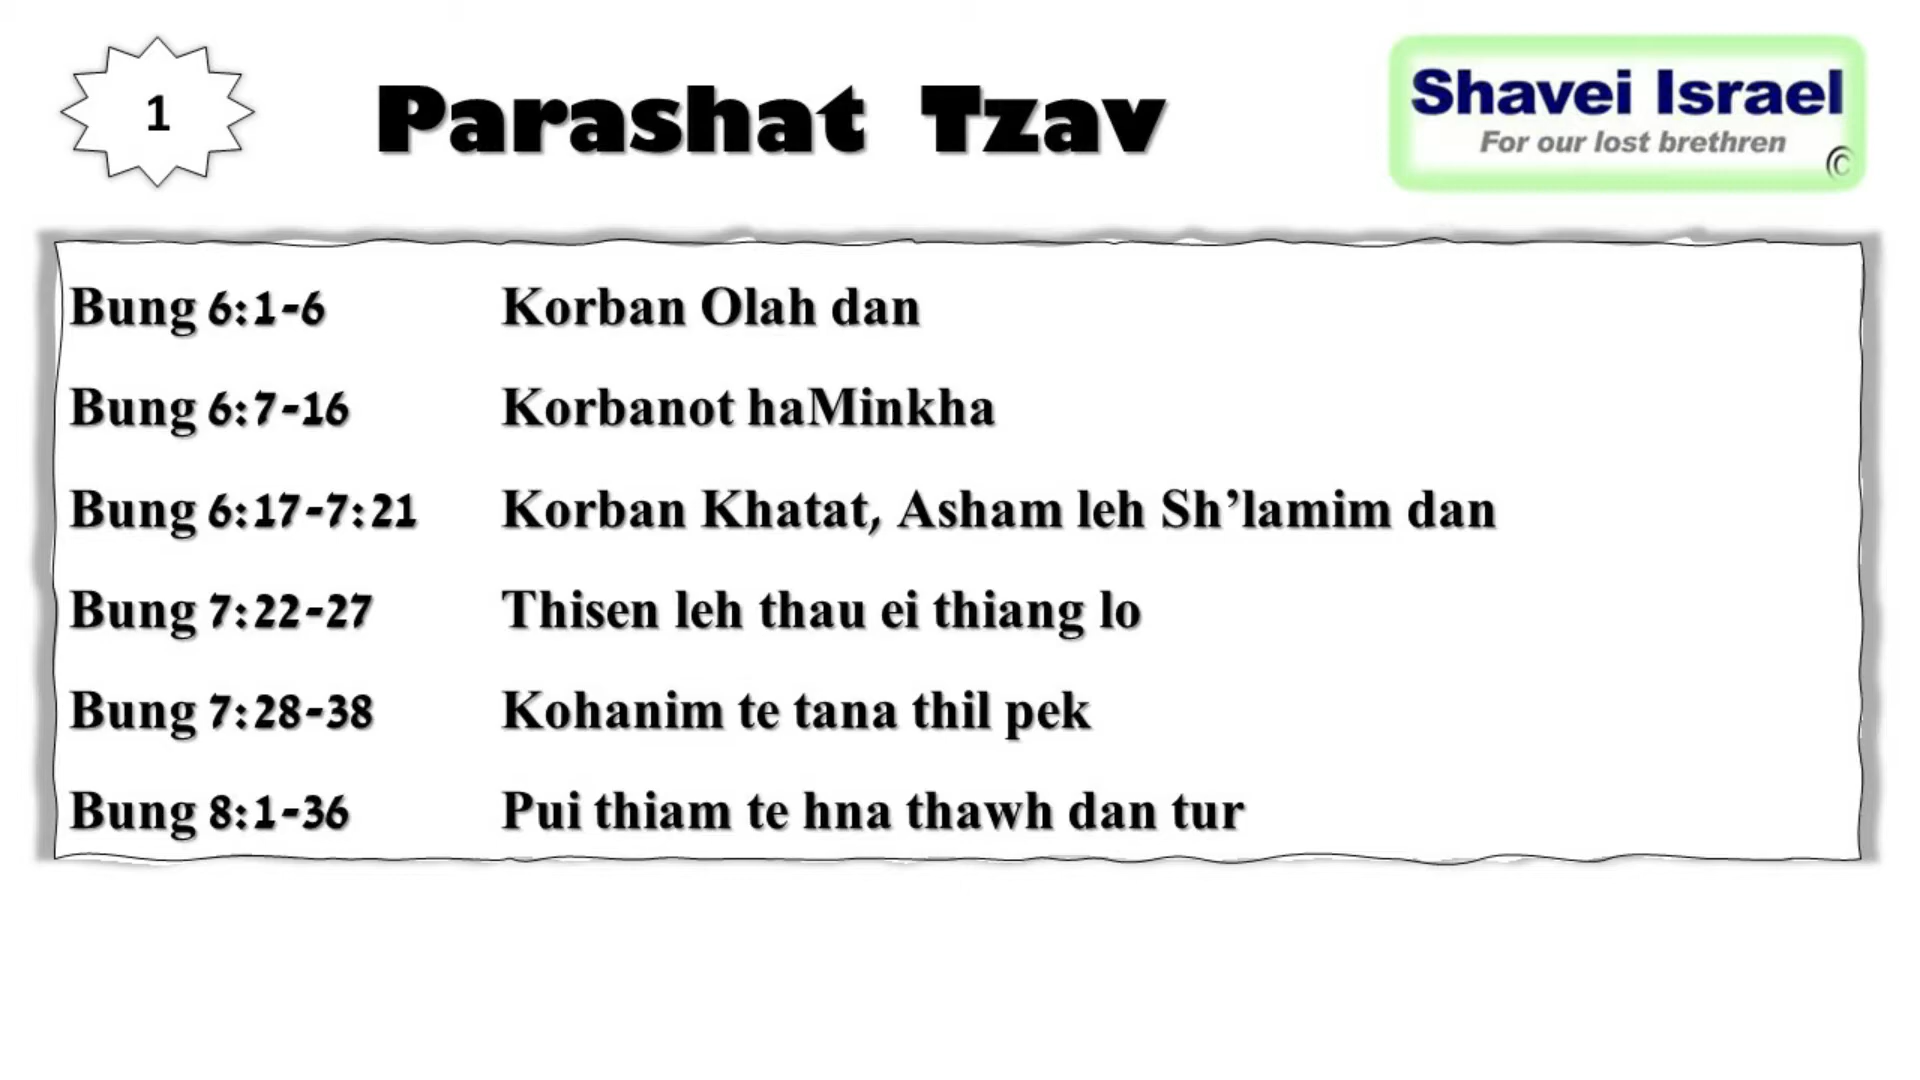 1
Parashat Tzav
Shavei Israel
For our lost brethren
©
Bung 6:1-6 Korban Olah dan
Bung 6:7-16 Korbanot haMinkha
Bung 6:17-7:21 Korban Khatat, Asham leh Sh’lamim dan
Bung 7:22-27 Thisen leh thau ei thiang lo
Bung 7:28-38 Kohanim te tana thil pek
Bung 8:1-36 Pui thiam te hna thawh dan tur